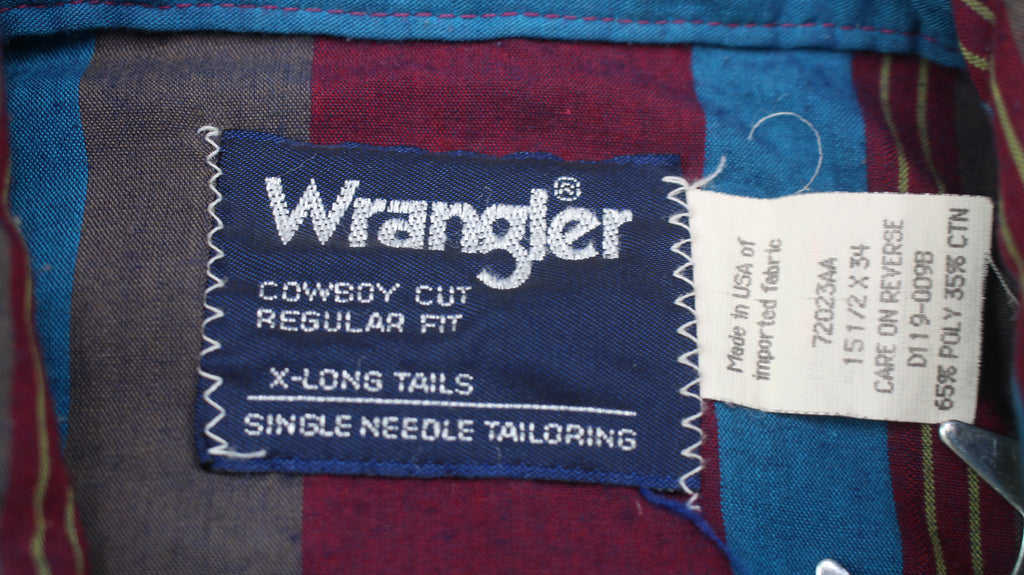 Wrangler®
COWBOY CUT
REGULAR FIT
X-LONG TAILS
SINGLE NEEDLE TAILORING
Made in USA of
imported fabric
72023AA
15 1/2 X 34
CARE ON REVERSE
D119-009B
65% POLY 35% CTN